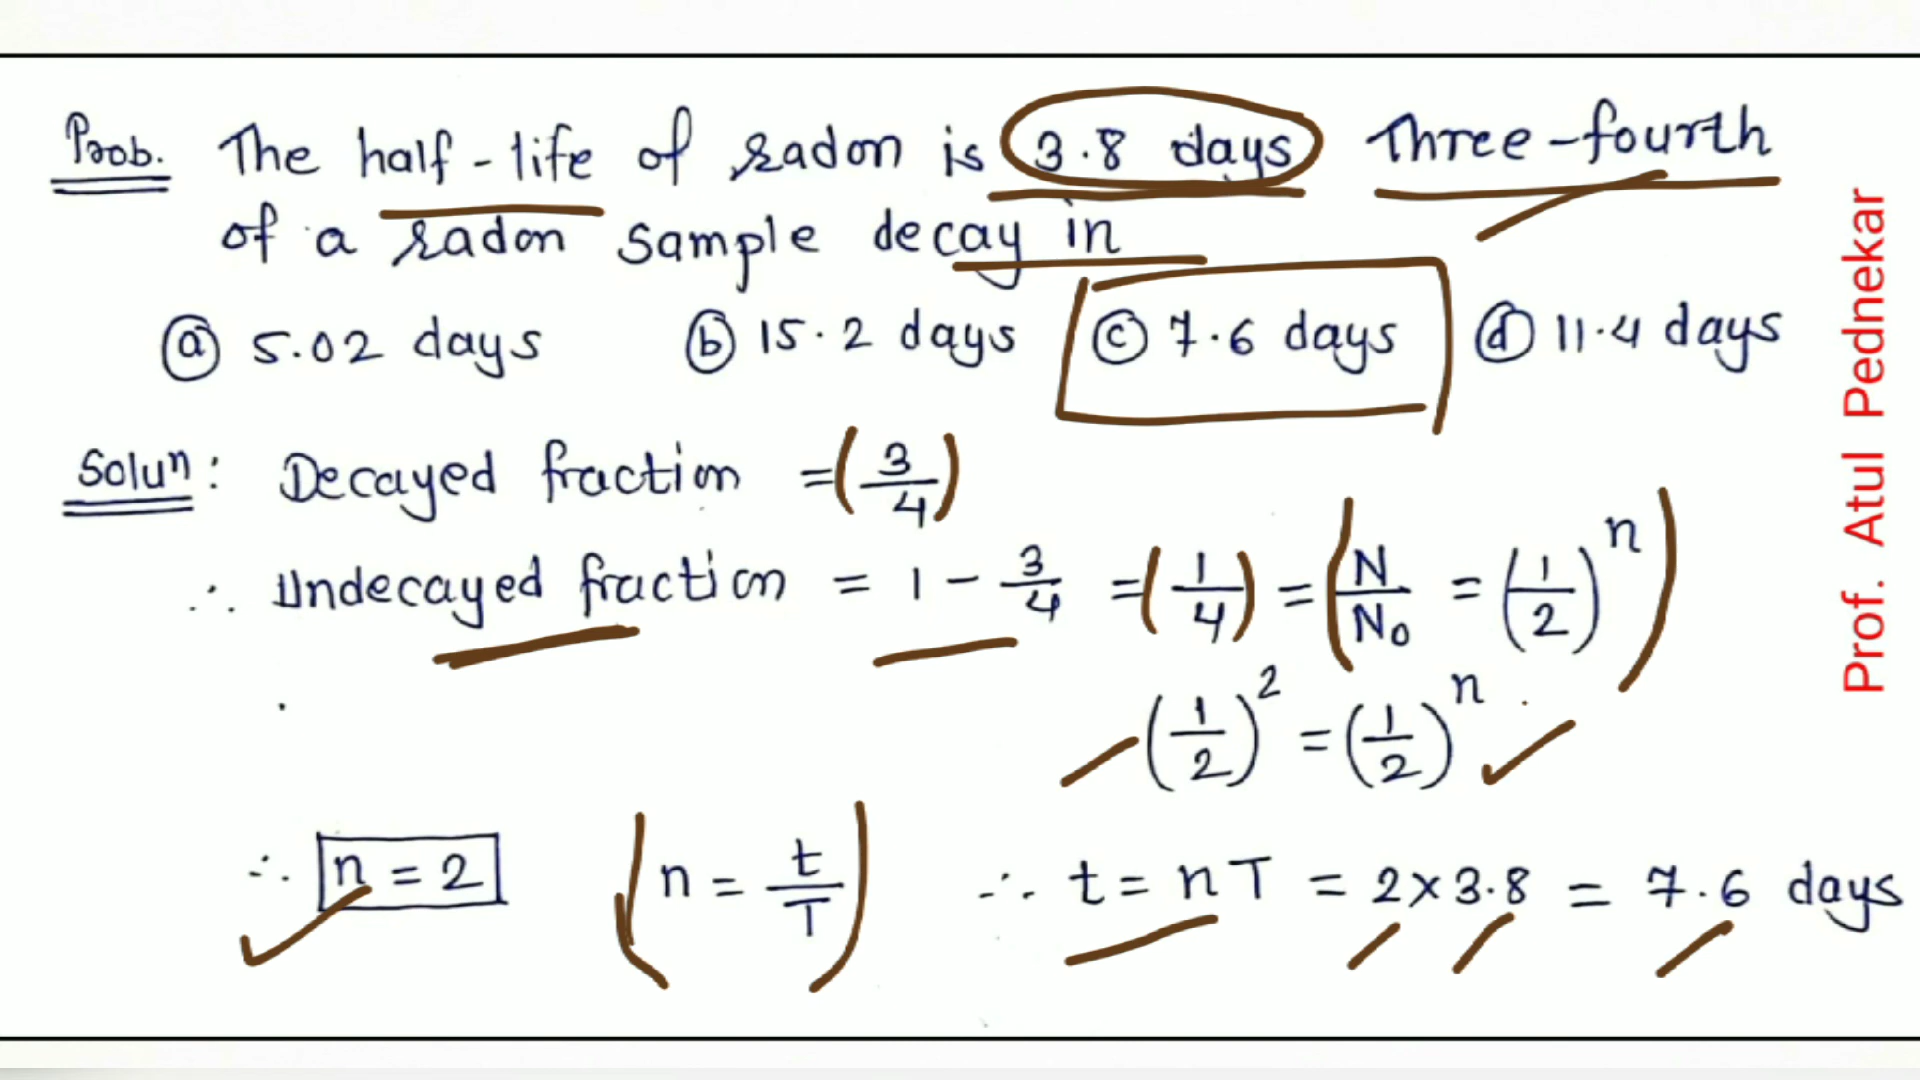 Prob. The half-life of radon is 3.8 days Three-fourth
of a radon sample decay in
ⓐ 5.02 days ⓑ 15.2 days ⓒ 7.6 days ⓓ 11.4 days
Soluⁿ: Decayed fraction = (3/4)
∴ Undecayed fraction = 1 - 3/4 = (1/4) = (N/N₀ = (1/2)ⁿ)
(1/2)² = (1/2)ⁿ
∴ n = 2 (n = t/T) ∴ t = nT = 2×3.8 = 7.6 days
Prof. Atul Pednekar